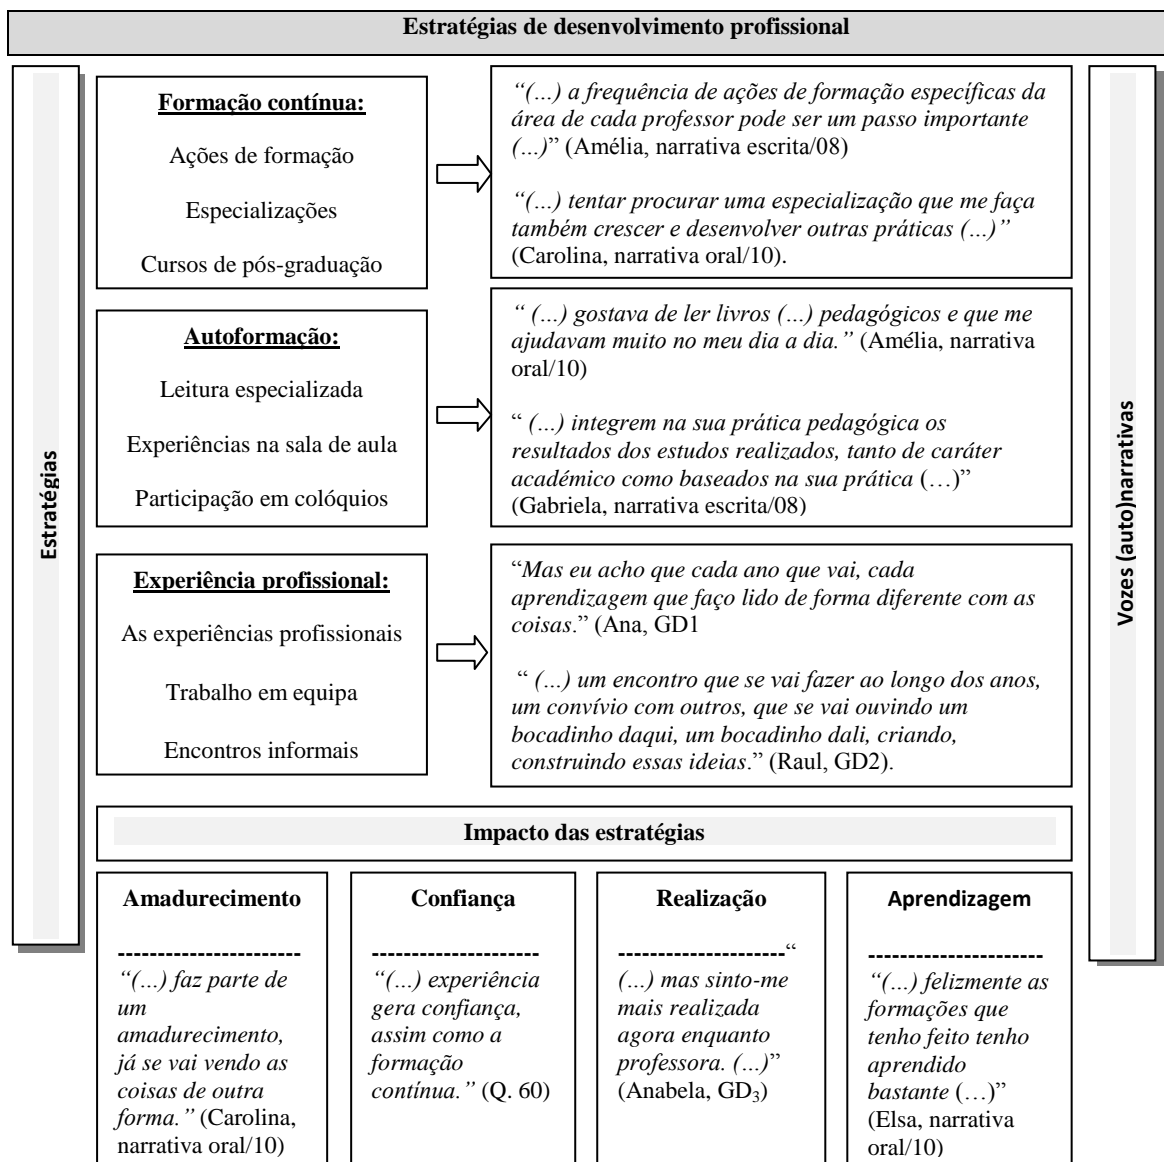 Estratégias de desenvolvimento profissional
Estratégias
Formação contínua:
Ações de formação
Especializações
Cursos de pós-graduação
“(…) a frequência de ações de formação específicas da
área de cada professor pode ser um passo importante
(…)” (Amélia, narrativa escrita/08)
“(…) tentar procurar uma especialização que me faça
também crescer e desenvolver outras práticas (…)”
(Carolina, narrativa oral/10).
Autoformação:
Leitura especializada
Experiências na sala de aula
Participação em colóquios
“ (…) gostava de ler livros (…) pedagógicos e que me
ajudavam muito no meu dia a dia.” (Amélia, narrativa
oral/10)
“ (…) integrem na sua prática pedagógica os
resultados dos estudos realizados, tanto de caráter
académico como baseados na sua prática (…)”
(Gabriela, narrativa escrita/08)
Experiência profissional:
As experiências profissionais
Trabalho em equipa
Encontros informais
“Mas eu acho que cada ano que vai, cada
aprendizagem que faço lido de forma diferente com as
coisas.” (Ana, GD1
“ (…) um encontro que se vai fazer ao longo dos anos,
um convívio com outros, que se vai ouvindo um
bocadinho daqui, um bocadinho dali, criando,
construindo essas ideias.” (Raul, GD2).
Vozes (auto)narrativas
Impacto das estratégias
Amadurecimento
-----------------------
“(…) faz parte de
um
amadurecimento,
já se vai vendo as
coisas de outra
forma.” (Carolina,
narrativa oral/10)
Confiança
---------------------
“(…) experiência
gera confiança,
assim como a
formação
contínua.” (Q. 60)
Realização
---------------------“
(…) mas sinto-me
mais realizada
agora enquanto
professora. (…)”
(Anabela, GD3)
Aprendizagem
----------------------
“(…) felizmente as
formações que
tenho feito tenho
aprendido
bastante (…)”
(Elsa, narrativa
oral/10)